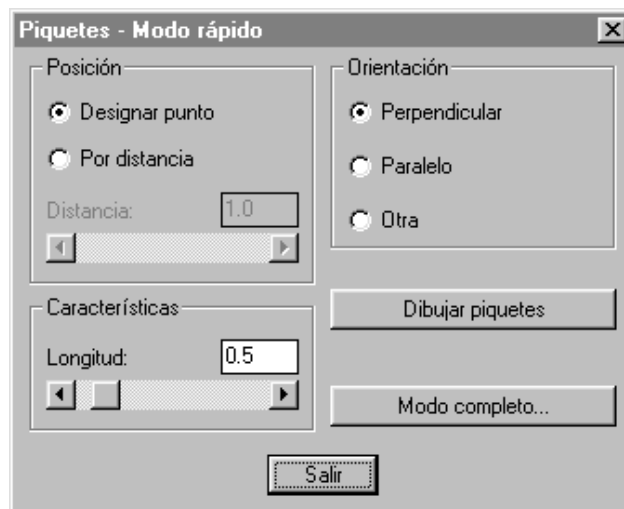 Piquetes - Modo rápido
Posición
Designar punto
Por distancia
Distancia: 1.0
Orientación
Perpendicular
Paralelo
Otra
Características
Longitud: 0.5
Dibujar piquetes
Modo completo...
Salir